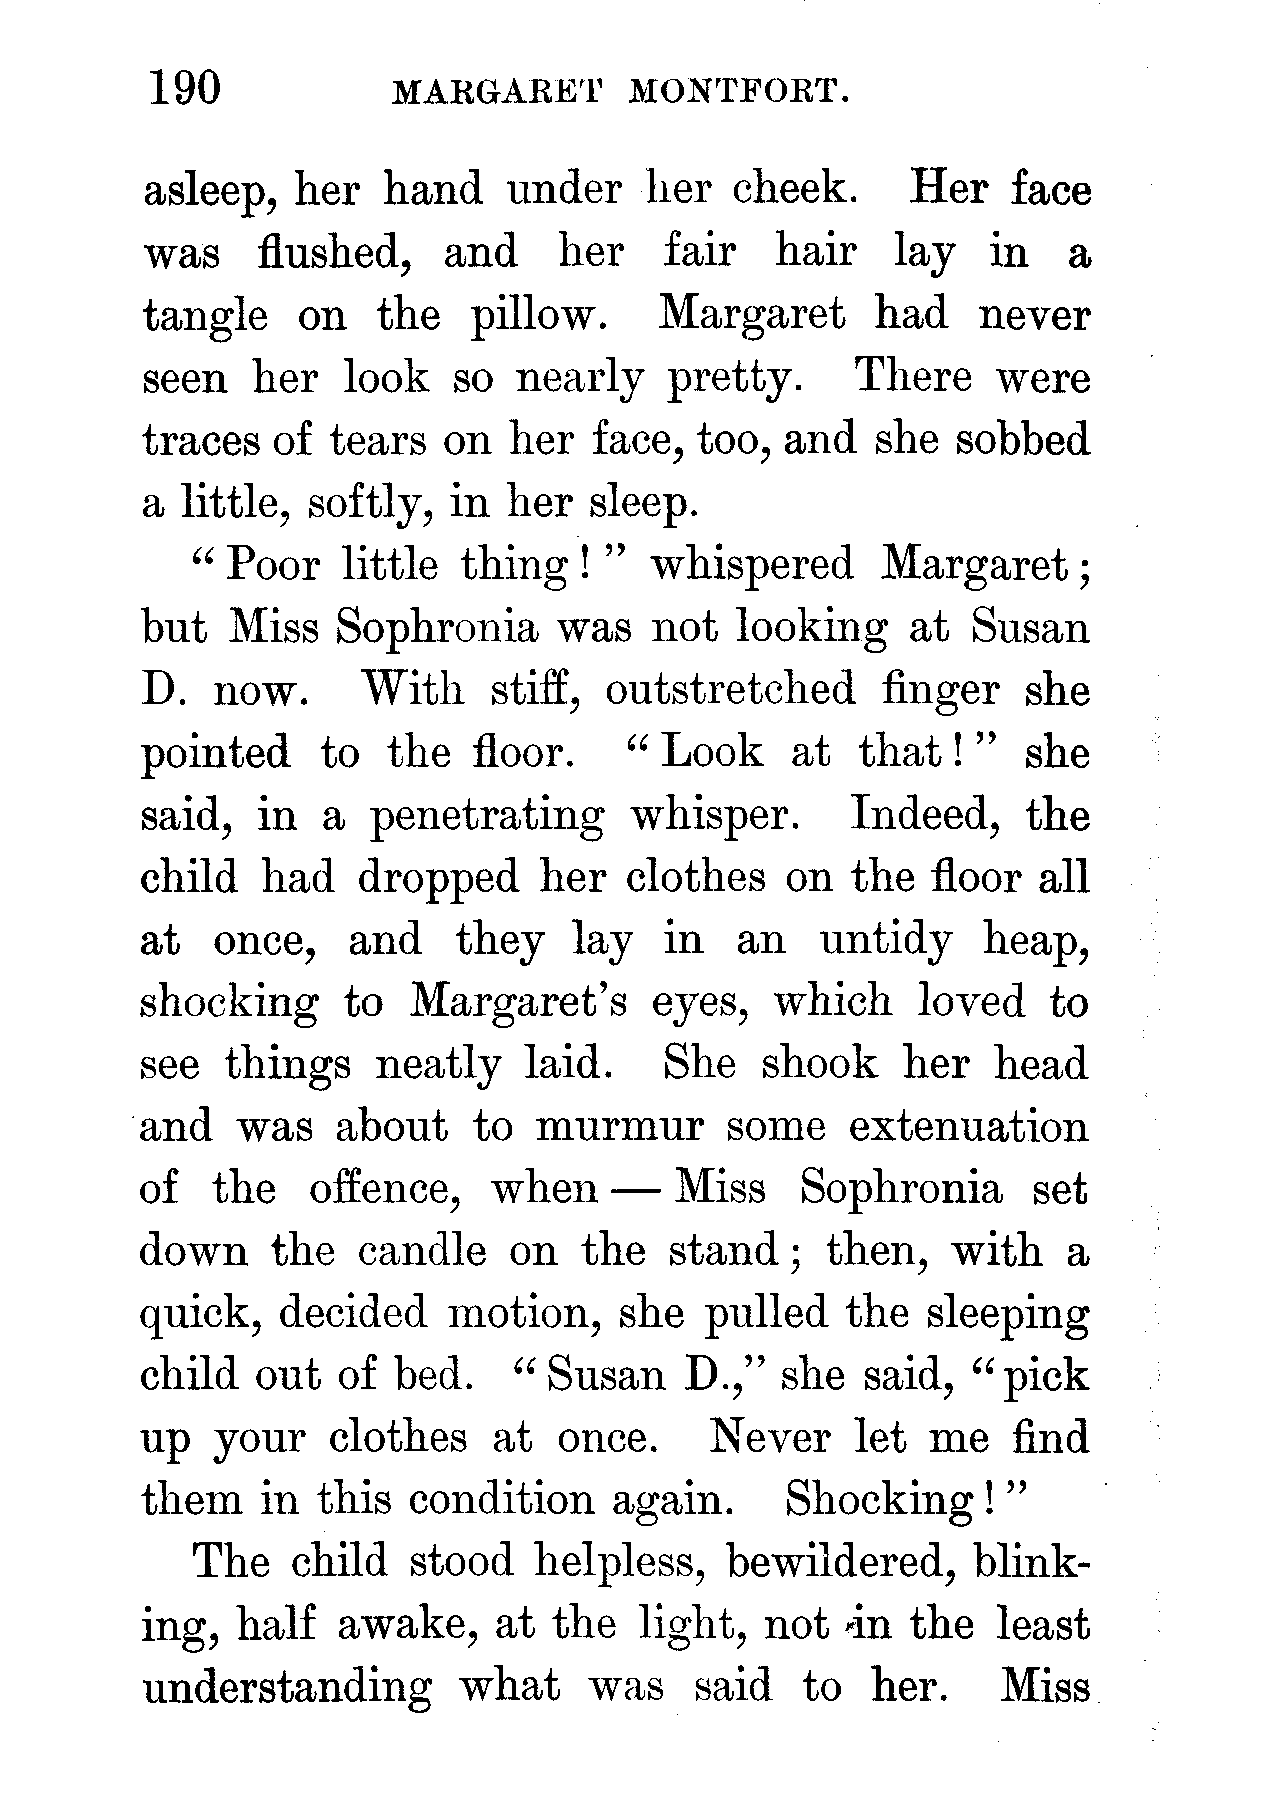 190 MARGARET MONTFORT.
asleep, her hand under her cheek. Her face
was flushed, and her fair hair lay in a
tangle on the pillow. Margaret had never
seen her look so nearly pretty. There were
traces of tears on her face, too, and she sobbed
a little, softly, in her sleep.
“ Poor little thing ! ” whispered Margaret ;
but Miss Sophronia was not looking at Susan
D. now. With stiff, outstretched finger she
pointed to the floor. “ Look at that ! ” she
said, in a penetrating whisper. Indeed, the
child had dropped her clothes on the floor all
at once, and they lay in an untidy heap,
shocking to Margaret’s eyes, which loved to
see things neatly laid. She shook her head
and was about to murmur some extenuation
of the offence, when — Miss Sophronia set
down the candle on the stand ; then, with a
quick, decided motion, she pulled the sleeping
child out of bed. “ Susan D.,” she said, “ pick
up your clothes at once. Never let me find
them in this condition again. Shocking ! ”
The child stood helpless, bewildered, blink-
ing, half awake, at the light, not in the least
understanding what was said to her. Miss